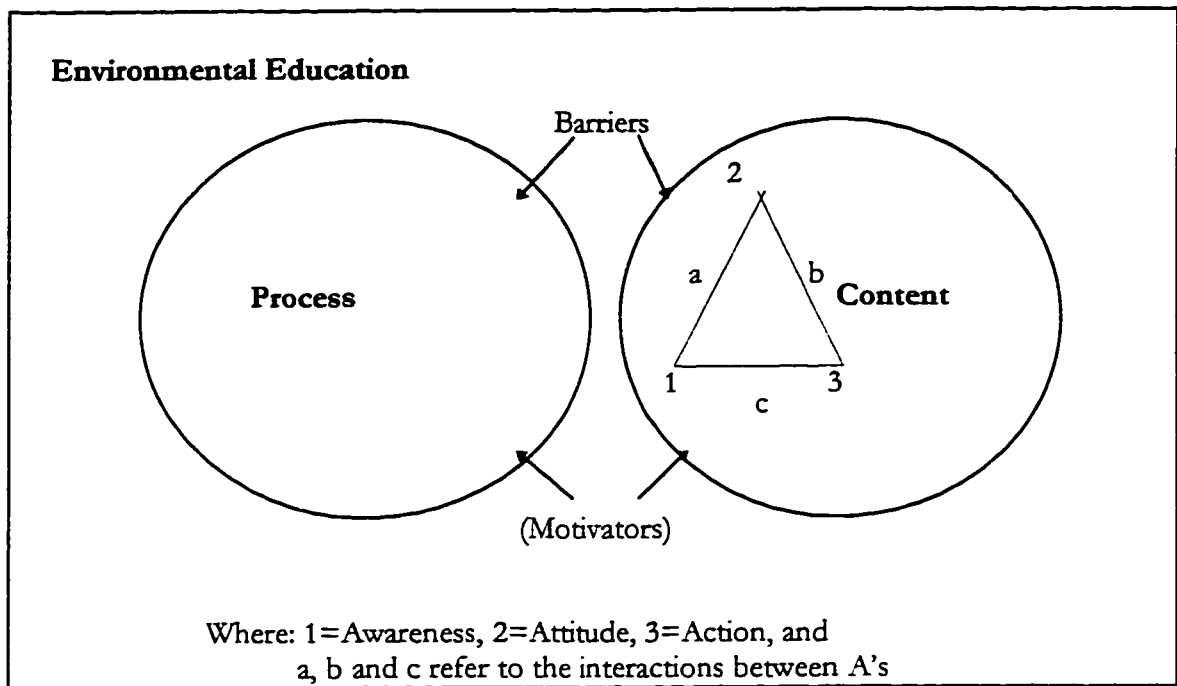 Environmental Education
Barriers
2
a
b
Process
Content
1
3
c
(Motivators)
Where: 1=Awareness, 2=Attitude, 3=Action, and
a, b and c refer to the interactions between A's